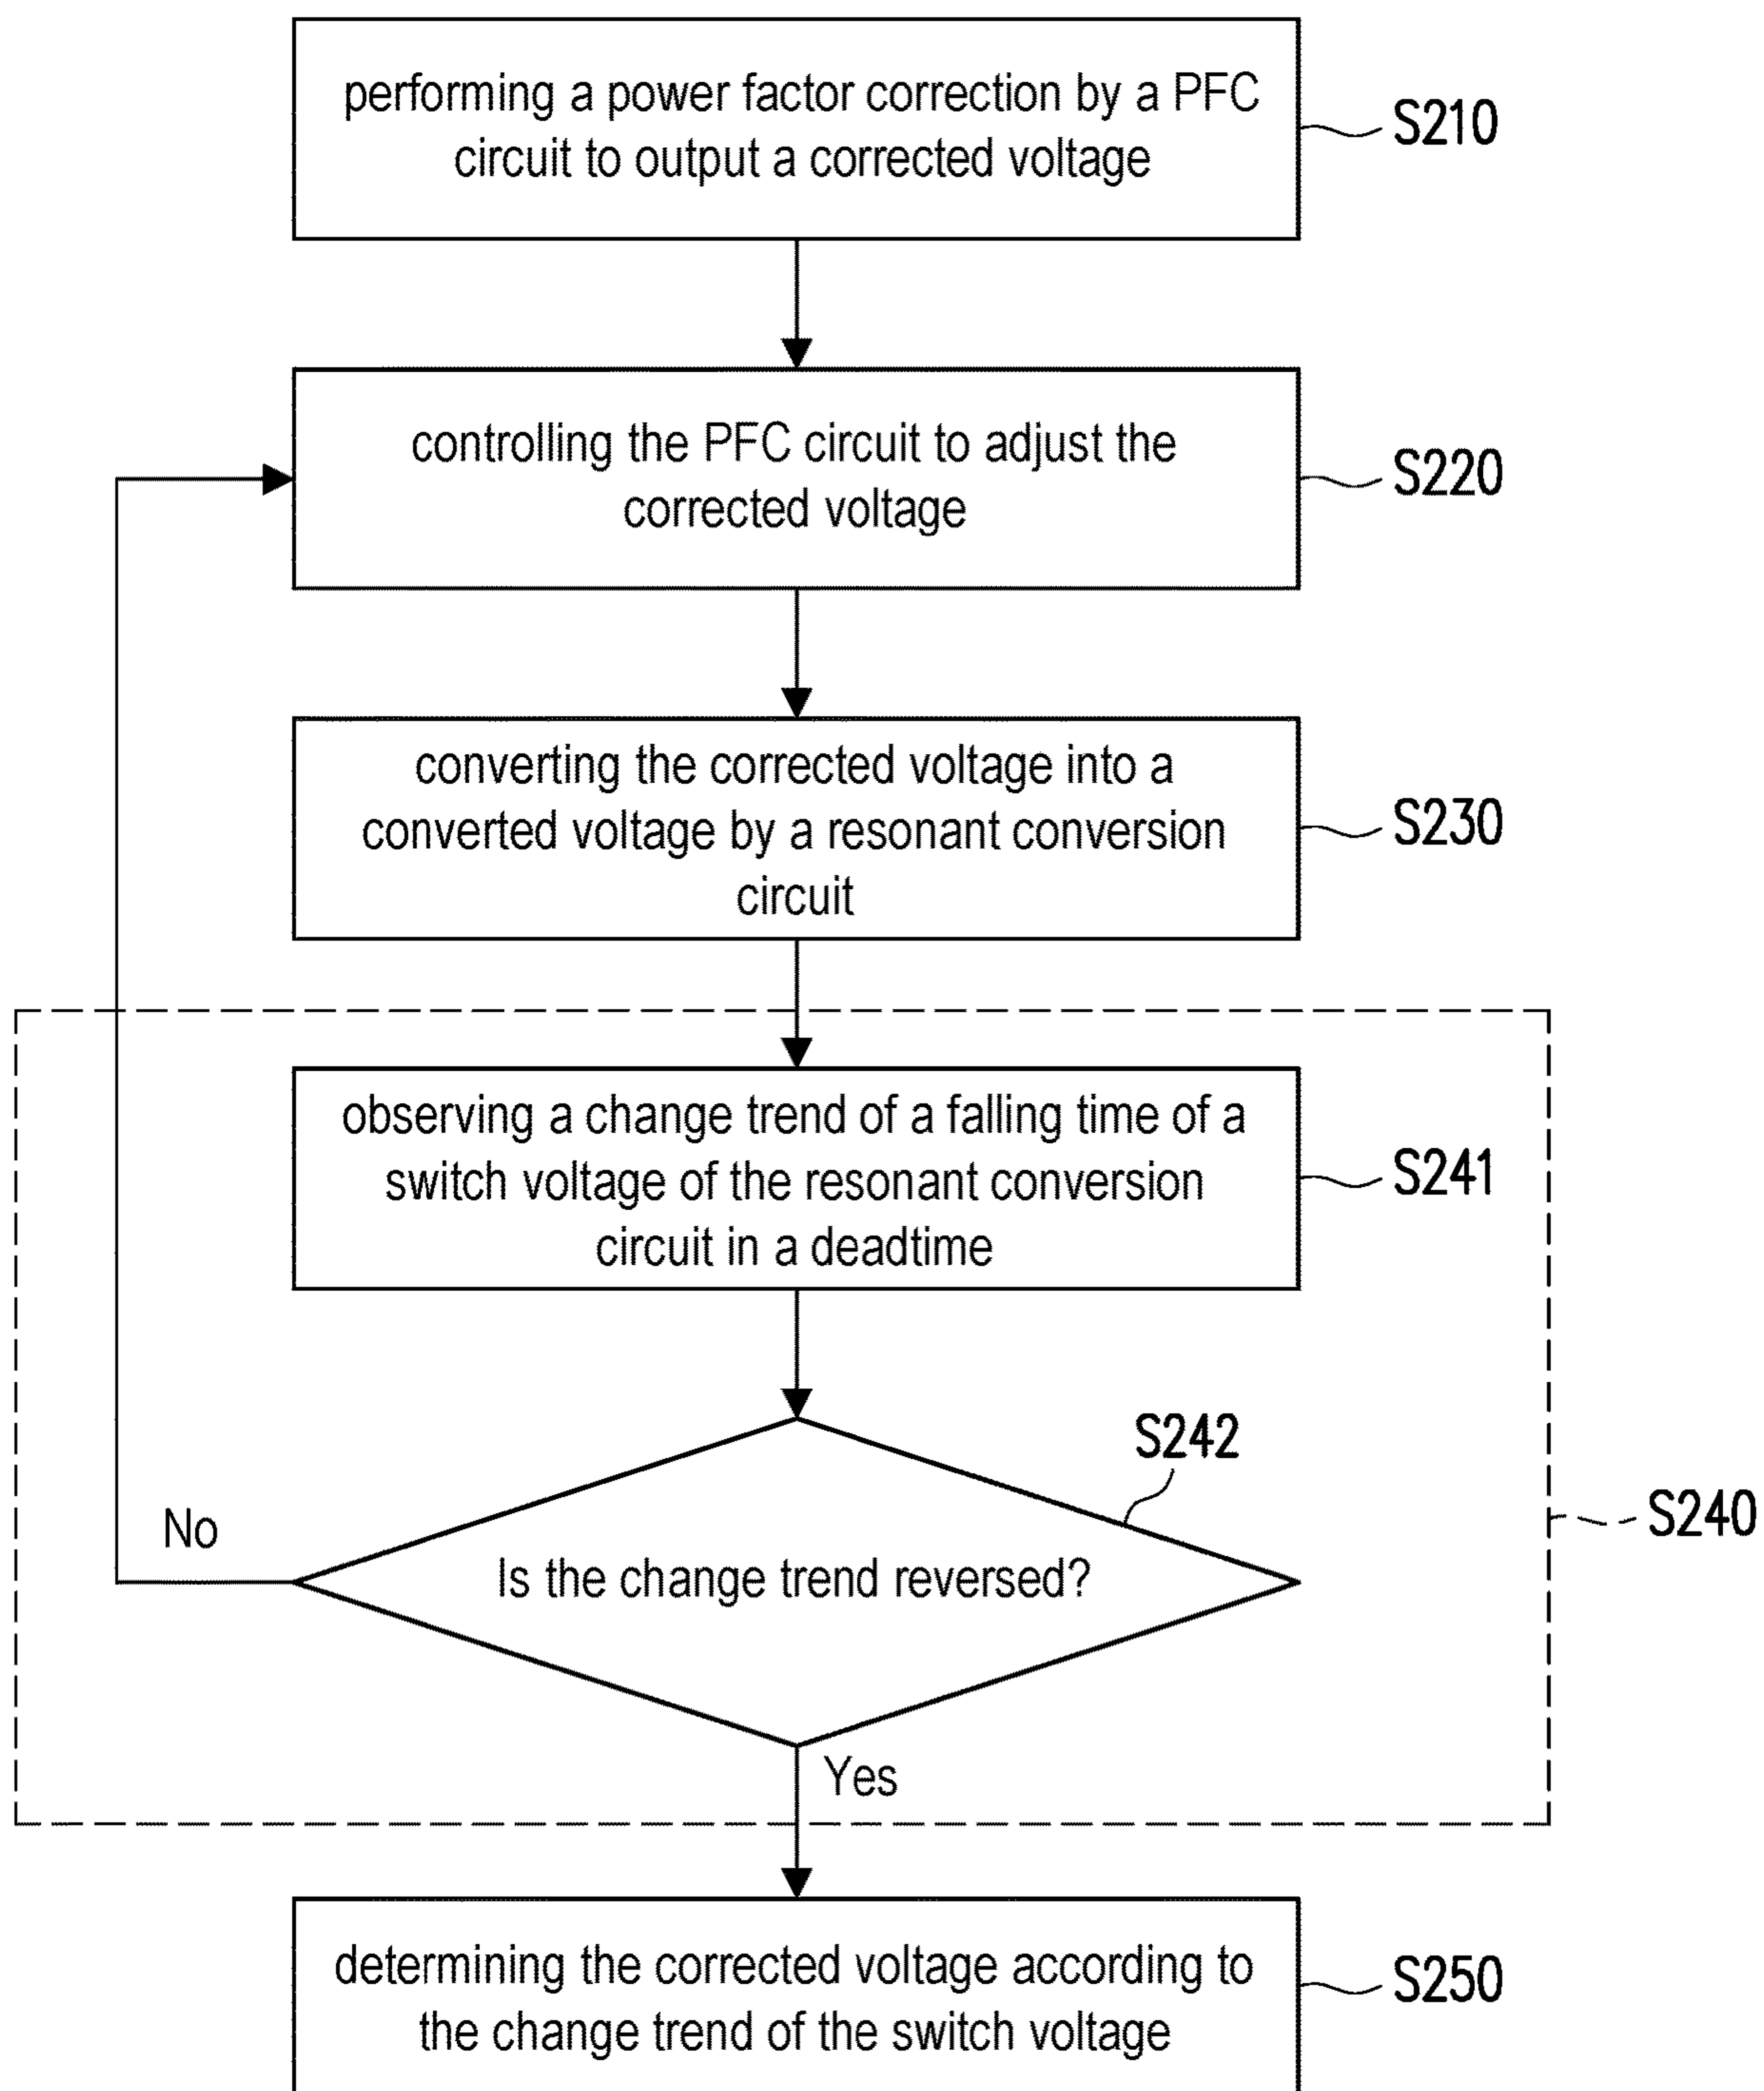 performing a power factor correction by a PFC
circuit to output a corrected voltage
S210
controlling the PFC circuit to adjust the
corrected voltage
S220
converting the corrected voltage into a
converted voltage by a resonant conversion
circuit
S230
observing a change trend of a falling time of a
switch voltage of the resonant conversion
circuit in a deadtime
S241
S242
Is the change trend reversed?
No
S240
Yes
determining the corrected voltage according to
the change trend of the switch voltage
S250